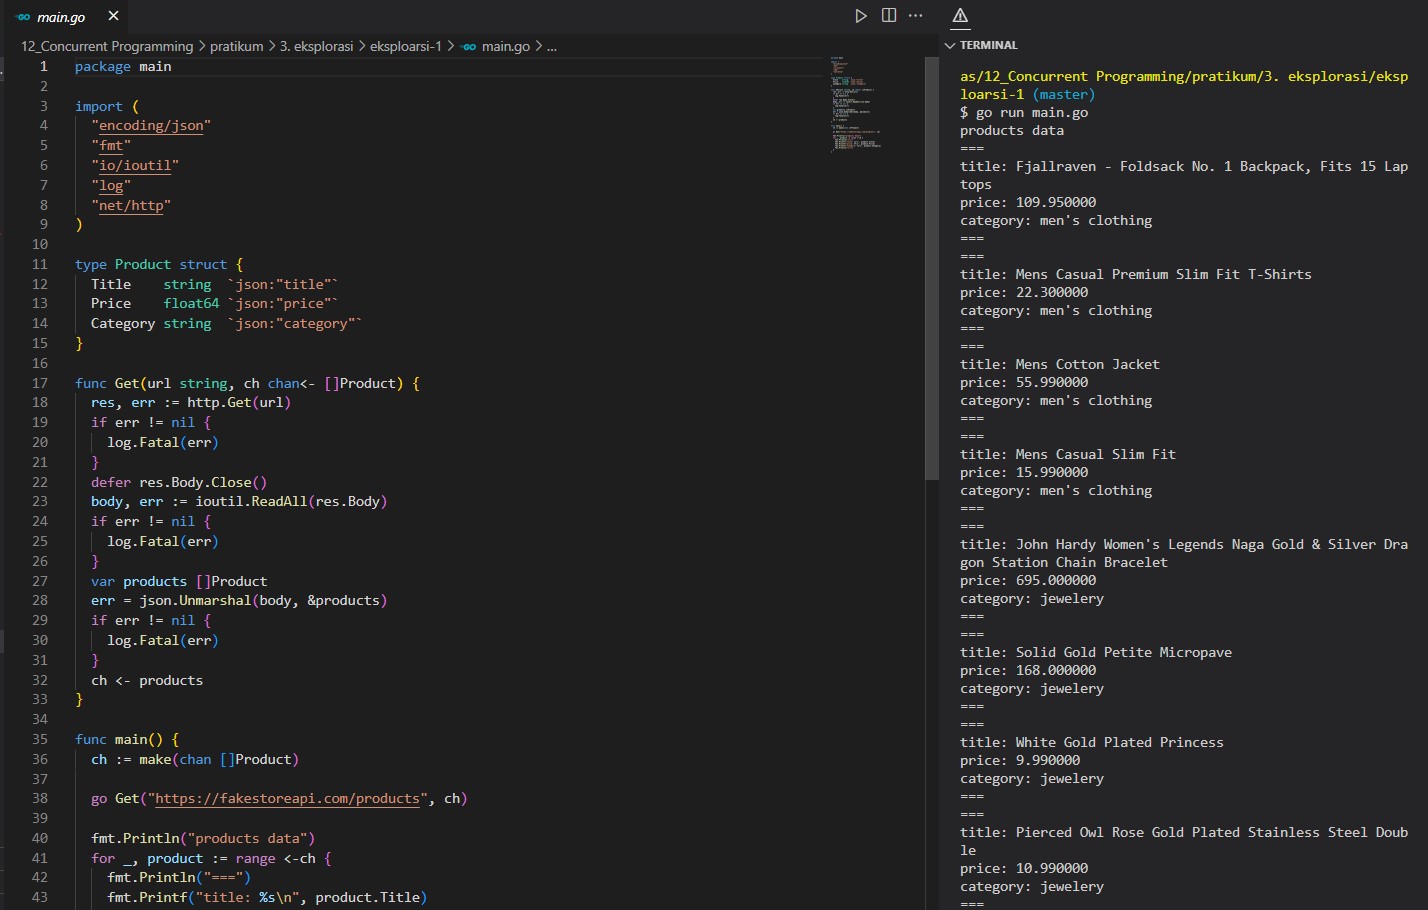 main.go
12_Concurrent Programming > pratikum > 3. eksplorasi > eksploarsi-1 > main.go > ...
1 package main
2
3 import (
4 "encoding/json"
5 "fmt"
6 "io/ioutil"
7 "log"
8 "net/http"
9 )
10
11 type Product struct {
12 Title string `json:"title"`
13 Price float64 `json:"price"`
14 Category string `json:"category"`
15 }
16
17 func Get(url string, ch chan<- []Product) {
18 res, err := http.Get(url)
19 if err != nil {
20 log.Fatal(err)
21 }
22 defer res.Body.Close()
23 body, err := ioutil.ReadAll(res.Body)
24 if err != nil {
25 log.Fatal(err)
26 }
27 var products []Product
28 err = json.Unmarshal(body, &products)
29 if err != nil {
30 log.Fatal(err)
31 }
32 ch <- products
33 }
34
35 func main() {
36 ch := make(chan []Product)
37
38 go Get("https://fakestoreapi.com/products", ch)
39
40 fmt.Println("products data")
41 for _, product := range <-ch {
42 fmt.Println("===")
43 fmt.Printf("title: %s\n", product.Title)
TERMINAL
as/12_Concurrent Programming/pratikum/3. eksplorasi/eksp
loarsi-1 (master)
$ go run main.go
products data
===
title: Fjallraven - Foldsack No. 1 Backpack, Fits 15 Lap
tops
price: 109.950000
category: men's clothing
===
===
title: Mens Casual Premium Slim Fit T-Shirts
price: 22.300000
category: men's clothing
===
===
title: Mens Cotton Jacket
price: 55.990000
category: men's clothing
===
===
title: Mens Casual Slim Fit
price: 15.990000
category: men's clothing
===
===
title: John Hardy Women's Legends Naga Gold & Silver Dra
gon Station Chain Bracelet
price: 695.000000
category: jewelery
===
===
title: Solid Gold Petite Micropave
price: 168.000000
category: jewelery
===
===
title: White Gold Plated Princess
price: 9.990000
category: jewelery
===
===
title: Pierced Owl Rose Gold Plated Stainless Steel Doub
le
price: 10.990000
category: jewelery
===